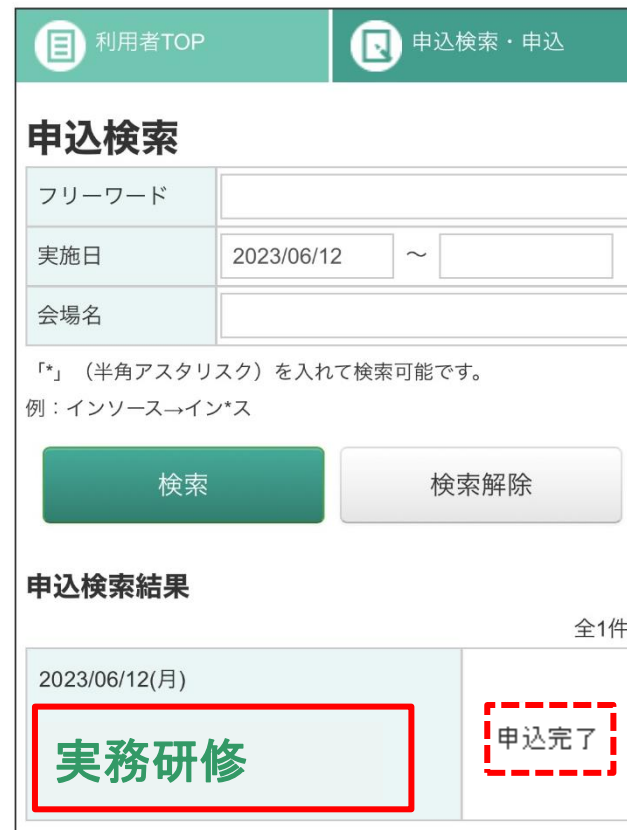 利用者TOP
申込検索・申込
申込検索
フリーワード
実施日 2023/06/12 ～
会場名
「*」（半角アスタリスク）を入れて検索可能です。
例：インソース→イン*ス
検索
検索解除
申込検索結果
全1件
2023/06/12(月)
実務研修
申込完了